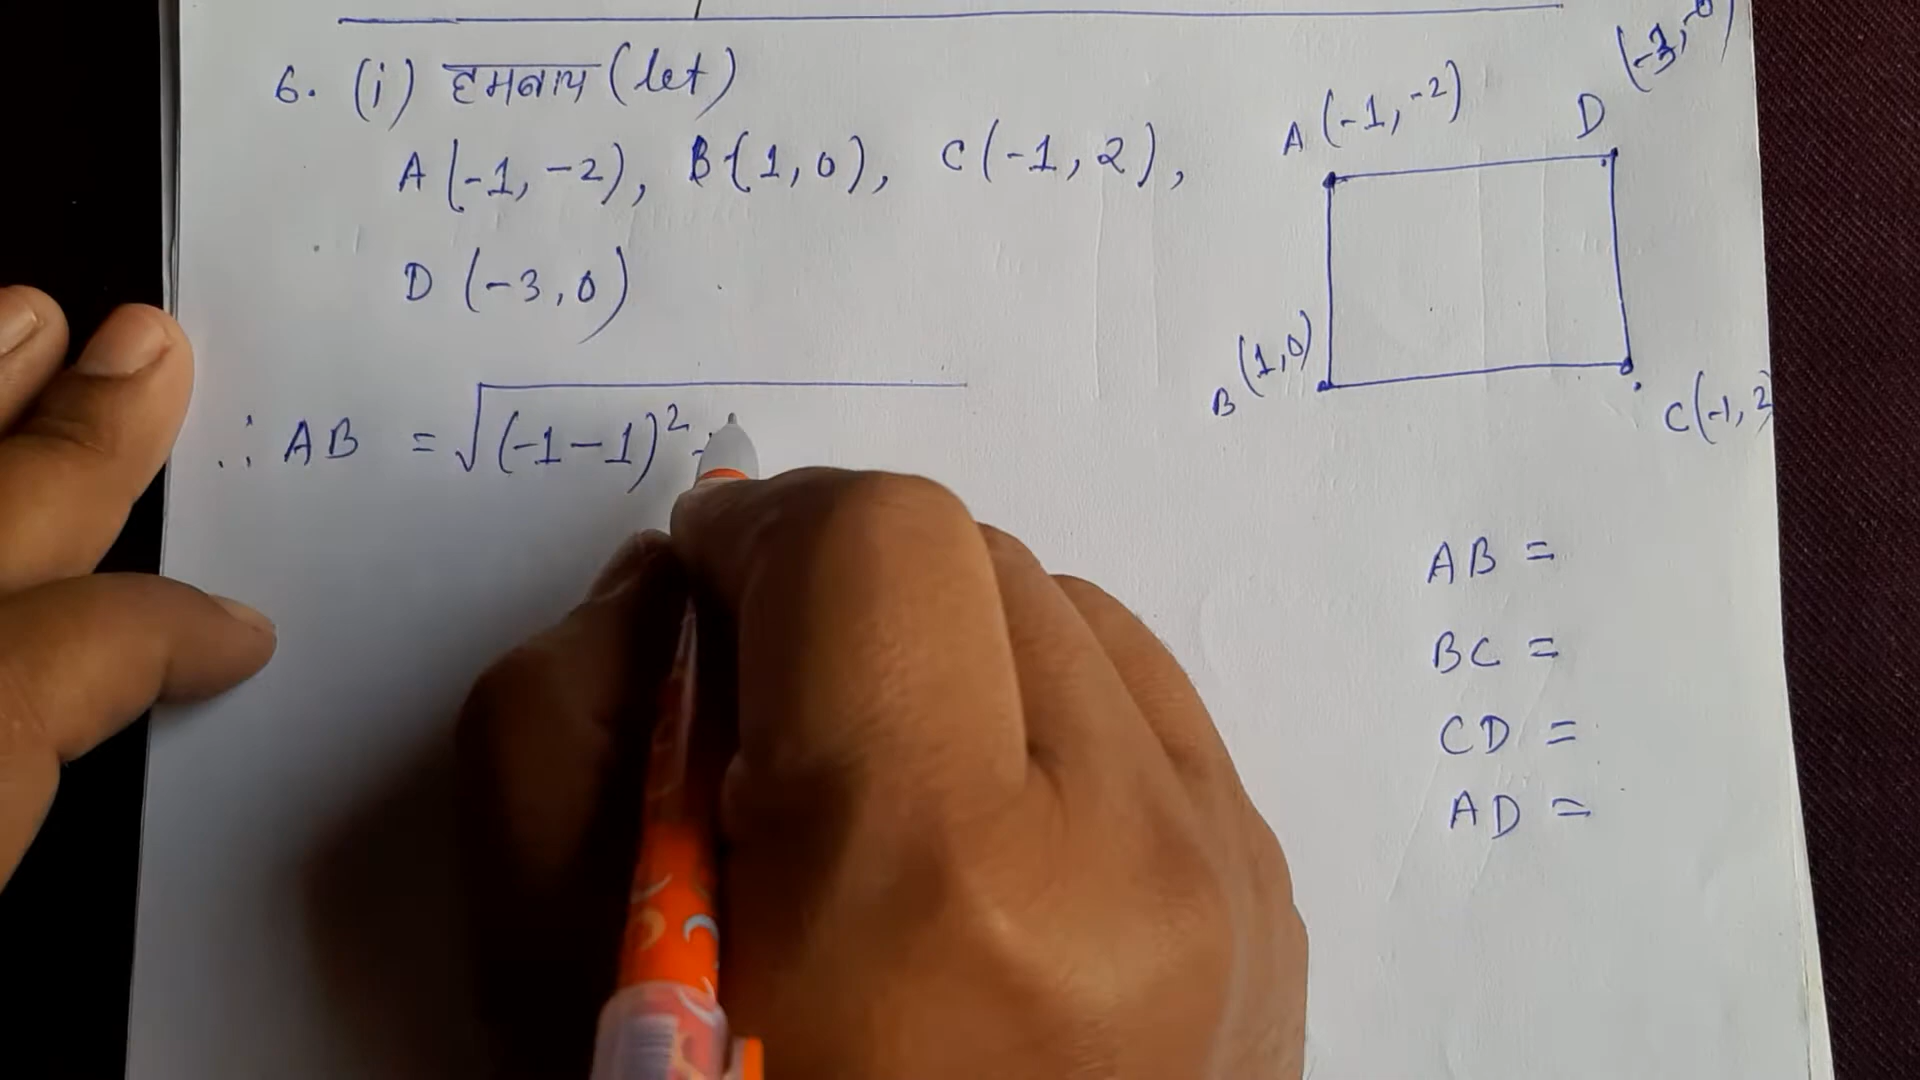 6. (i) हमनाय (let)
A(-1, -2), B(1, 0), C(-1, 2),
D (-3, 0)
∴ AB = √(-1-1)²
A (-1, -2)
D (-3, 0)
B (1, 0)
C (-1, 2)
AB =
BC =
CD =
AD =